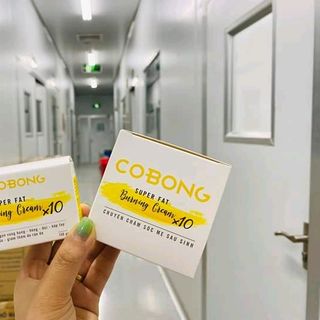 COBONG
SUPER FAT
Burning Cream x10
COBONG
SUPER FAT
Burning Cream x10
CHUYÊN CHĂM SÓC MẸ SAU SINH